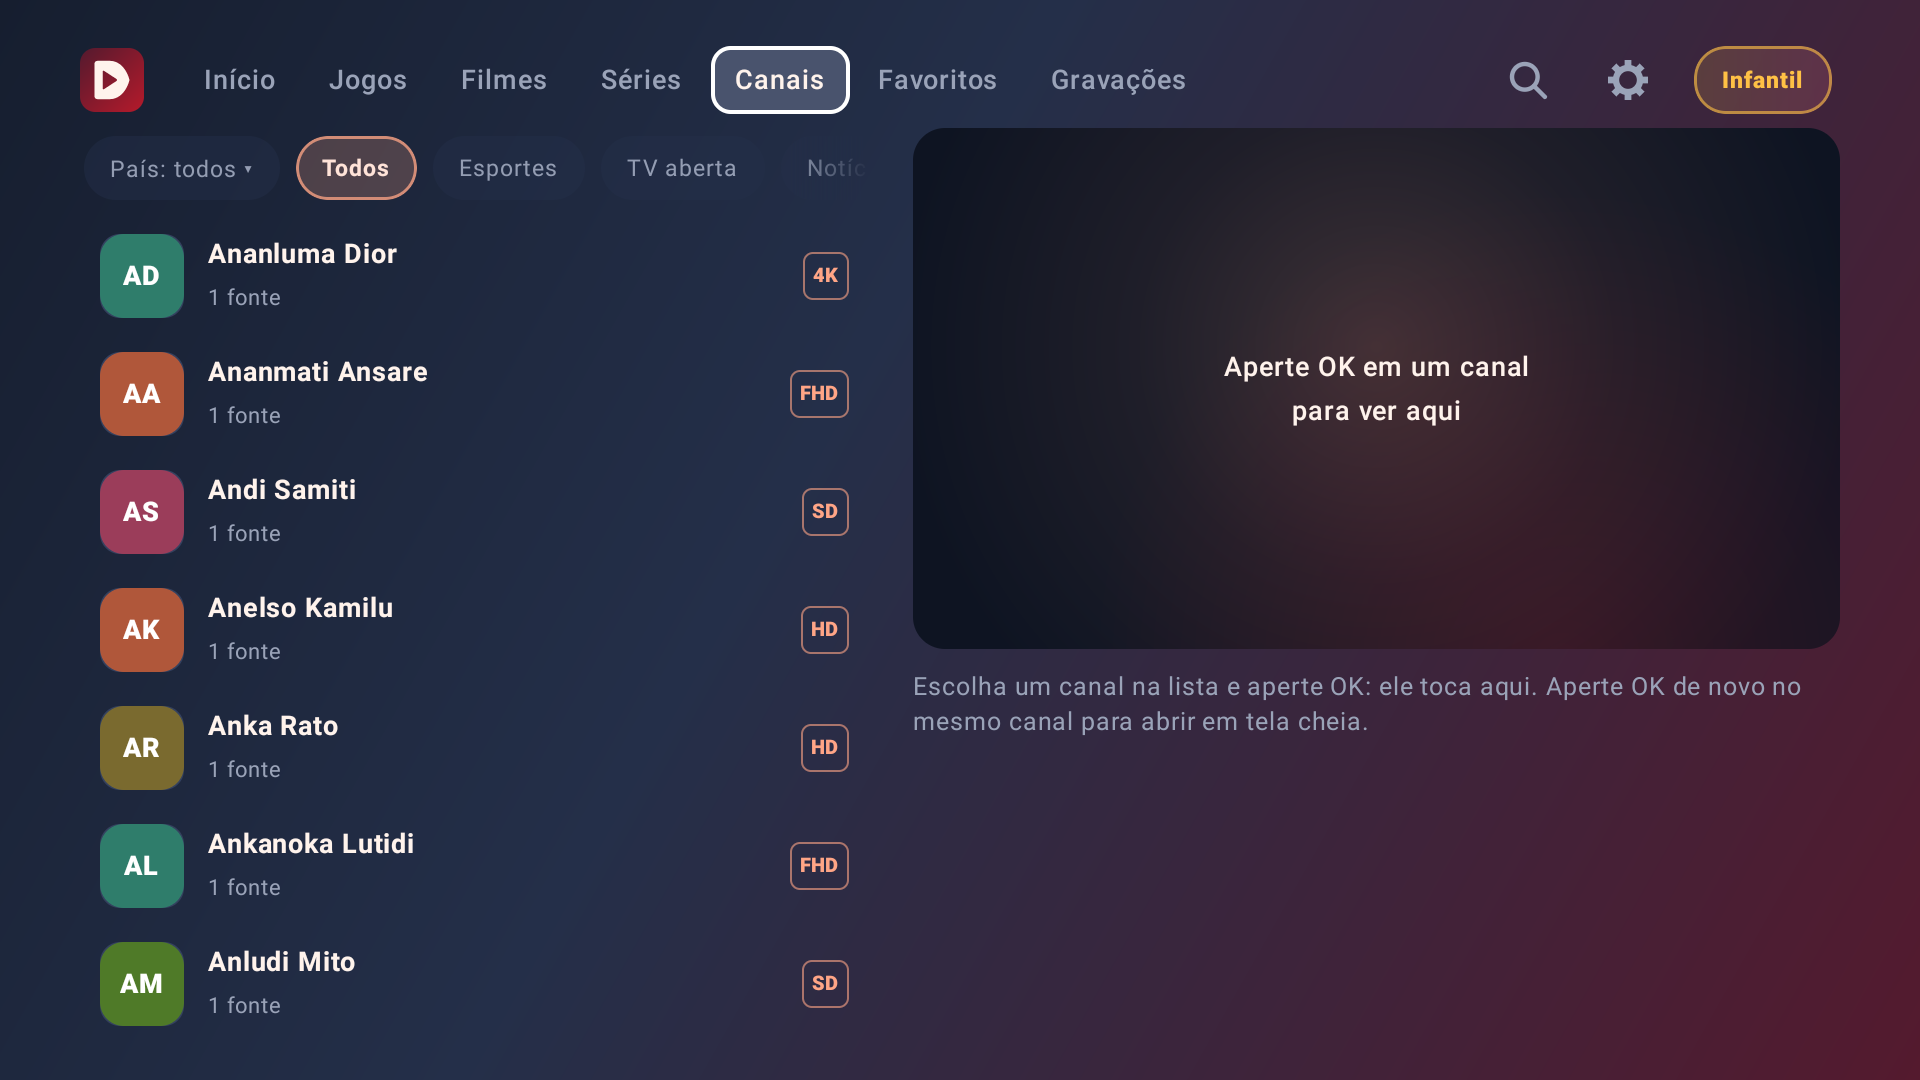 Início
Jogos
Filmes
Séries
Canais
Favoritos
Gravações
Infantil
País: todos ▾
Todos
Esportes
TV aberta
Notíc
AD
Ananluma Dior
1 fonte
4K
AA
Ananmati Ansare
1 fonte
FHD
AS
Andi Samiti
1 fonte
SD
AK
Anelso Kamilu
1 fonte
HD
AR
Anka Rato
1 fonte
HD
AL
Ankanoka Lutidi
1 fonte
FHD
AM
Anludi Mito
1 fonte
SD
Aperte OK em um canal
para ver aqui
Escolha um canal na lista e aperte OK: ele toca aqui. Aperte OK de novo no
mesmo canal para abrir em tela cheia.